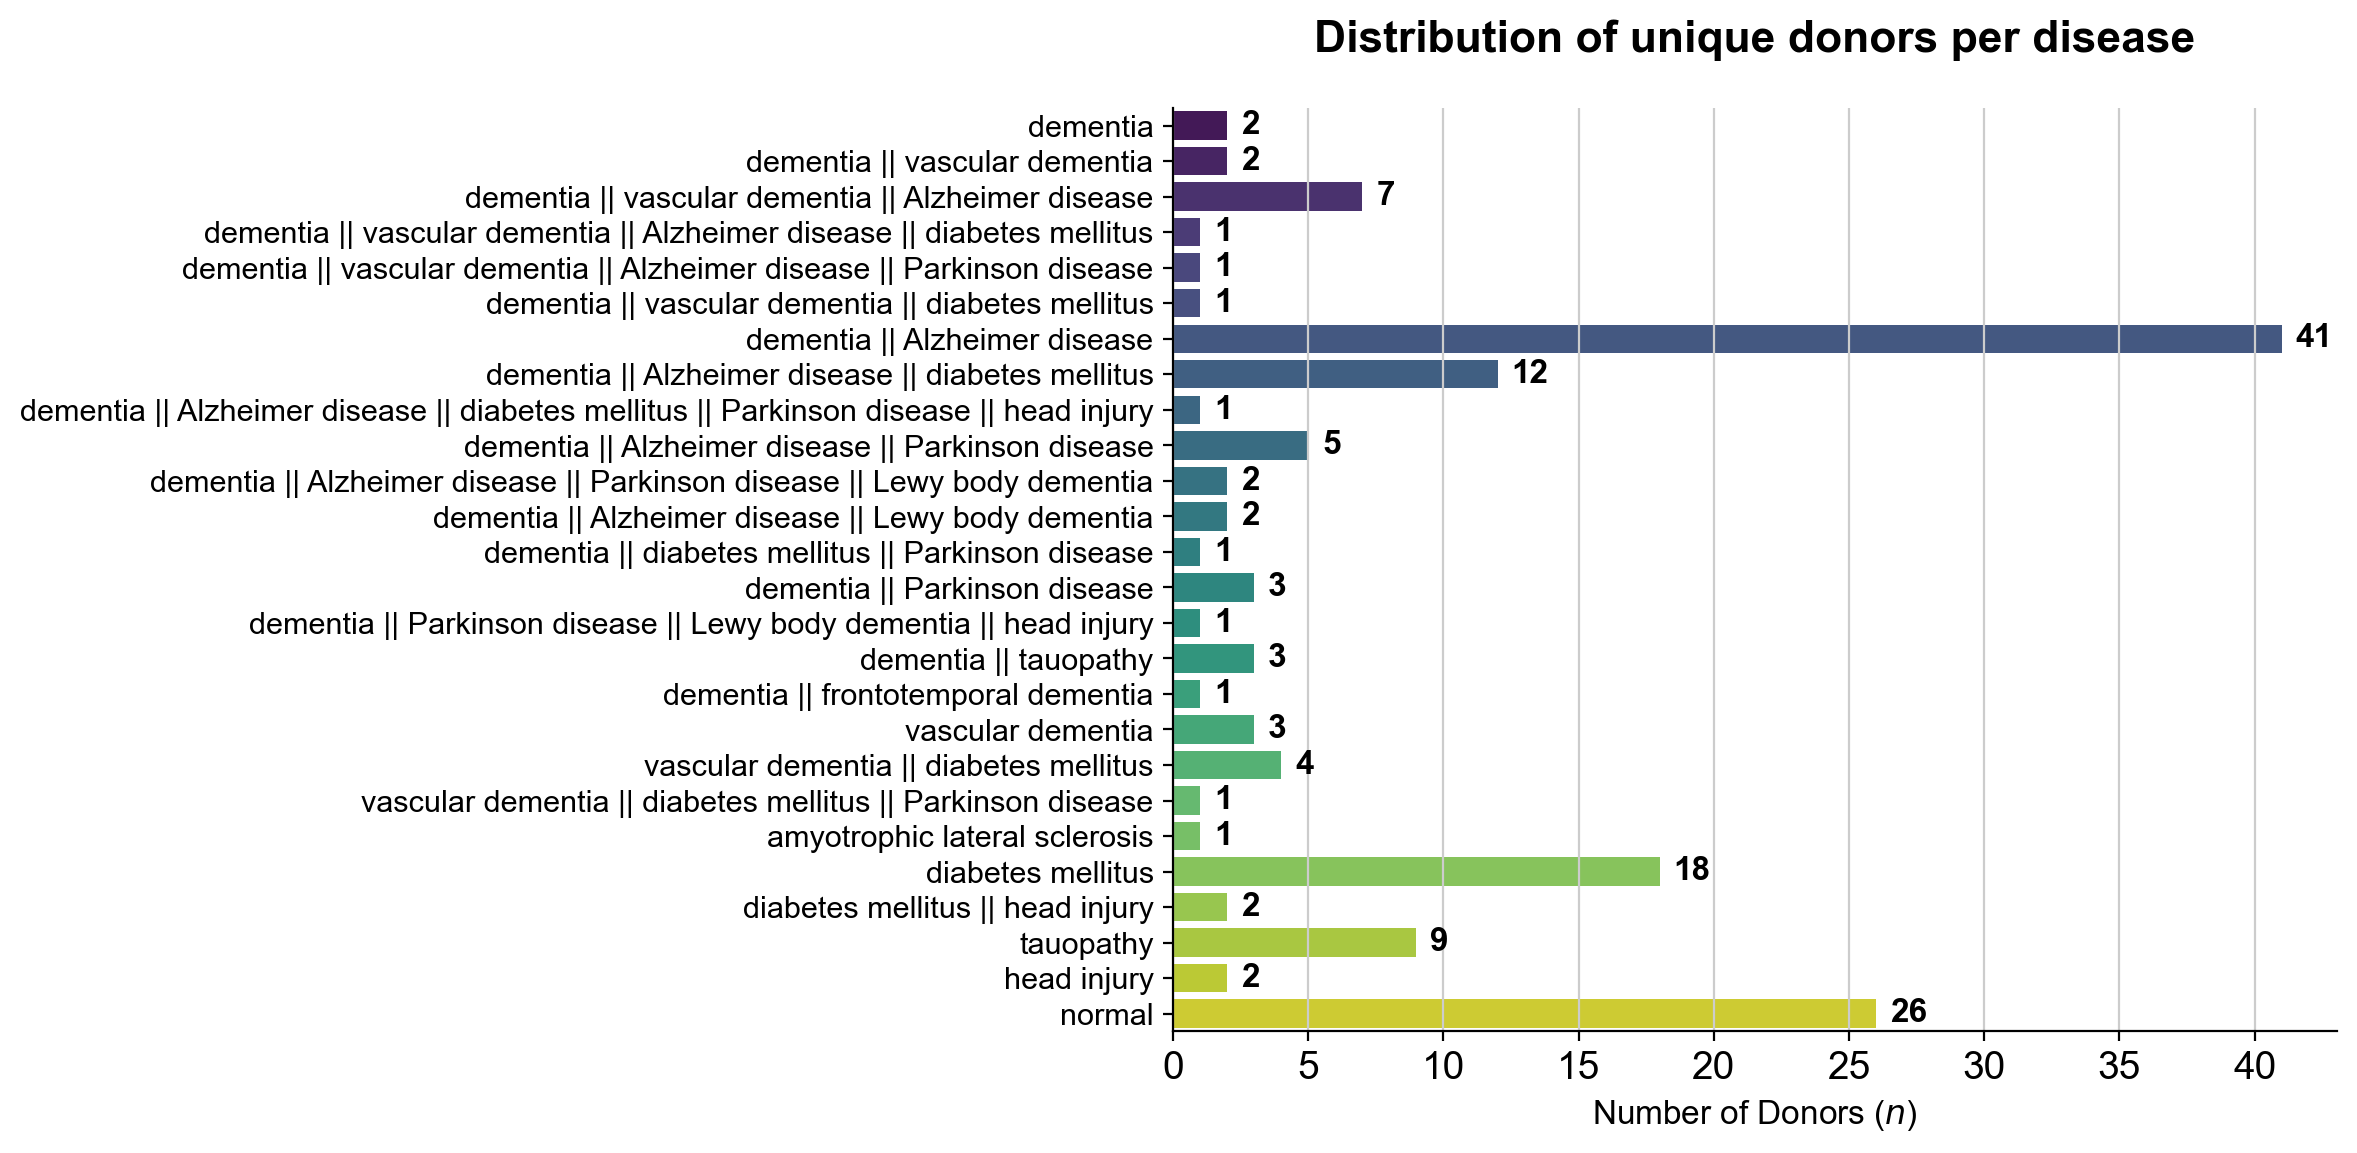 Distribution of unique donors per disease
dementia 2
dementia || vascular dementia 2
dementia || vascular dementia || Alzheimer disease 7
dementia || vascular dementia || Alzheimer disease || diabetes mellitus 1
dementia || vascular dementia || Alzheimer disease || Parkinson disease 1
dementia || vascular dementia || diabetes mellitus 1
dementia || Alzheimer disease 41
dementia || Alzheimer disease || diabetes mellitus 12
dementia || Alzheimer disease || diabetes mellitus || Parkinson disease || head injury 1
dementia || Alzheimer disease || Parkinson disease 5
dementia || Alzheimer disease || Parkinson disease || Lewy body dementia 2
dementia || Alzheimer disease || Lewy body dementia 2
dementia || diabetes mellitus || Parkinson disease 1
dementia || Parkinson disease 3
dementia || Parkinson disease || Lewy body dementia || head injury 1
dementia || tauopathy 3
dementia || frontotemporal dementia 1
vascular dementia 3
vascular dementia || diabetes mellitus 4
vascular dementia || diabetes mellitus || Parkinson disease 1
amyotrophic lateral sclerosis 1
diabetes mellitus 18
diabetes mellitus || head injury 2
tauopathy 9
head injury 2
normal 26
0 5 10 15 20 25 30 35 40
Number of Donors (n)